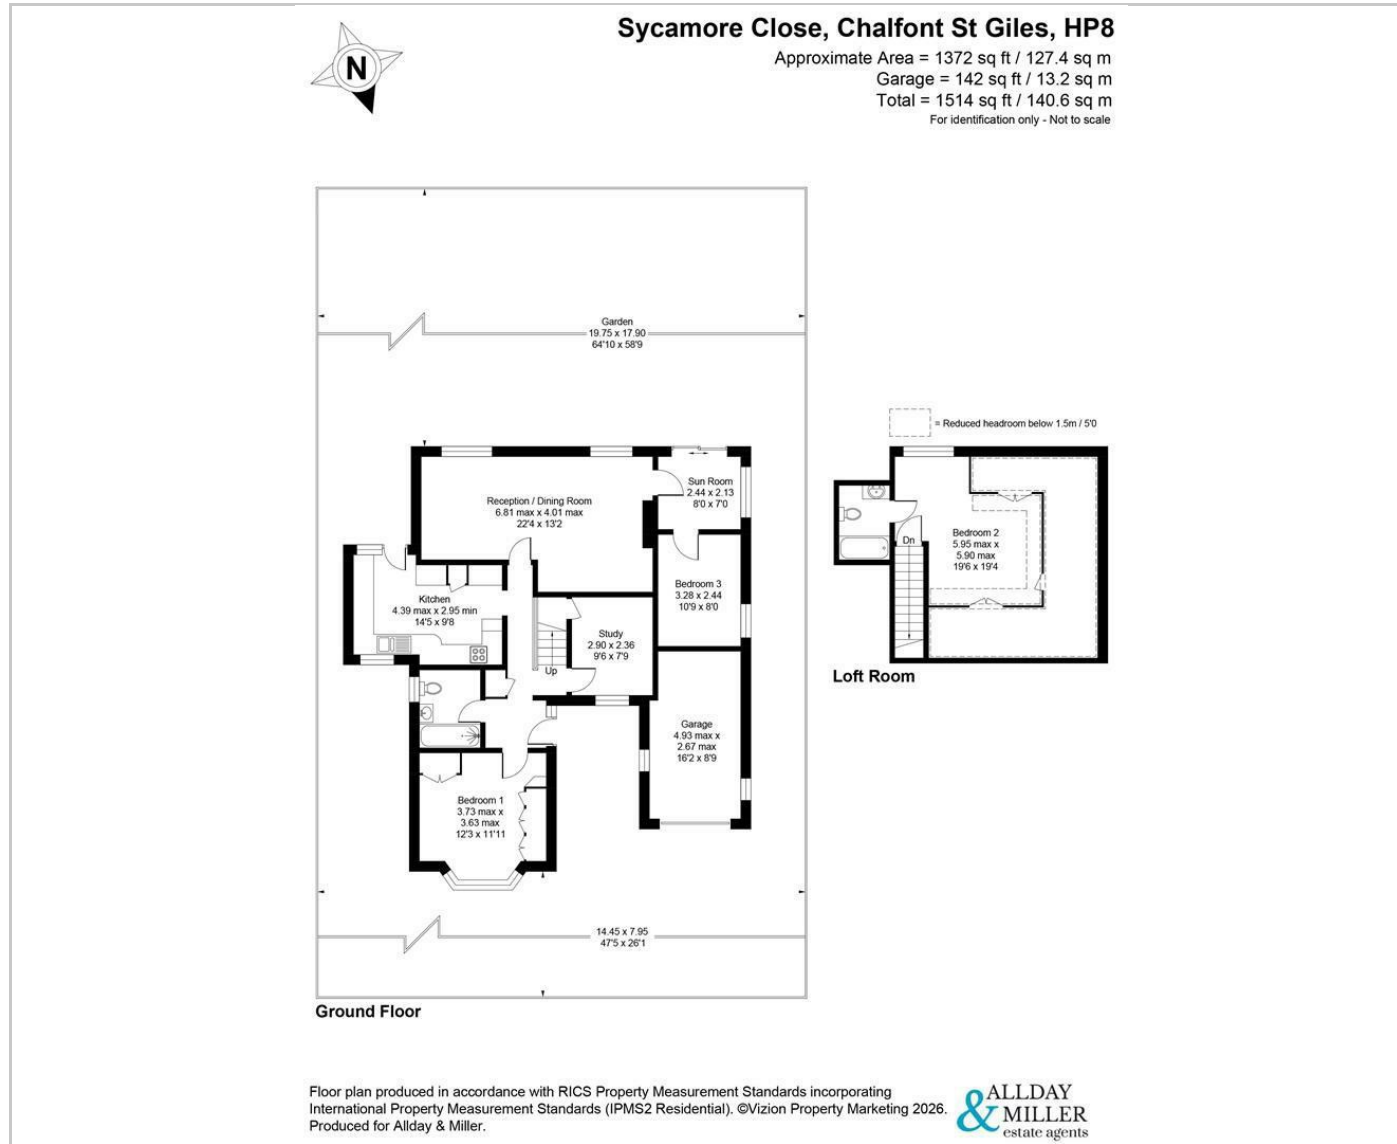 Sycamore Close, Chalfont St Giles, HP8
Approximate Area = 1372 sq ft / 127.4 sq m
Garage = 142 sq ft / 13.2 sq m
Total = 1514 sq ft / 140.6 sq m
For identification only - Not to scale
N
Garden
19.75 x 17.90
64'10 x 58'9
= Reduced headroom below 1.5m / 5'0
Reception / Dining Room
6.81 max x 4.01 max
22'4 x 13'2
Sun Room
2.44 x 2.13
8'0 x 7'0
Kitchen
4.39 max x 2.95 min
14'5 x 9'8
Bedroom 3
3.28 x 2.44
10'9 x 8'0
Study
2.90 x 2.36
9'6 x 7'9
Up
Garage
4.93 max x
2.67 max
16'2 x 8'9
Bedroom 1
3.73 max x
3.63 max
12'3 x 11'11
14.45 x 7.95
47'5 x 26'1
Ground Floor
Dn
Bedroom 2
5.95 max x
5.90 max
19'6 x 19'4
Loft Room
Floor plan produced in accordance with RICS Property Measurement Standards incorporating
International Property Measurement Standards (IPMS2 Residential). ©Vizion Property Marketing 2026.
Produced for Allday & Miller.
ALLDAY
& MILLER
estate agents